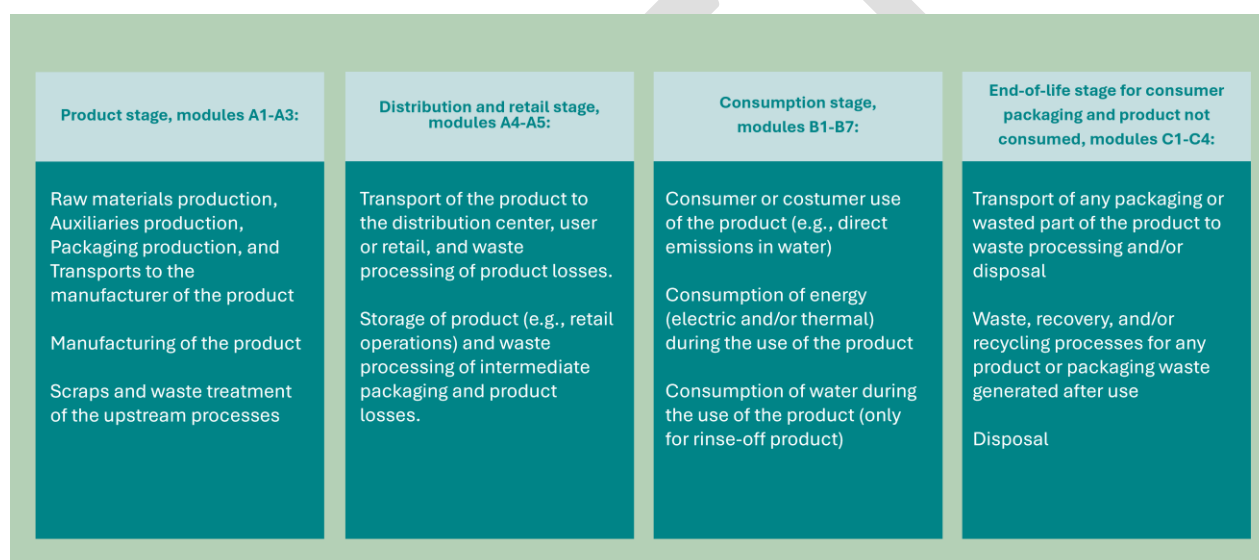 Product stage, modules A1-A3:
Raw materials production,
Auxiliaries production,
Packaging production, and
Transports to the
manufacturer of the product
Manufacturing of the product
Scraps and waste treatment
of the upstream processes
Distribution and retail stage,
modules A4-A5:
Transport of the product to
the distribution center, user
or retail, and waste
processing of product losses.
Storage of product (e.g., retail
operations) and waste
processing of intermediate
packaging and product
losses.
Consumption stage,
modules B1-B7:
Consumer or costumer use
of the product (e.g., direct
emissions in water)
Consumption of energy
(electric and/or thermal)
during the use of the product
Consumption of water during
the use of the product (only
for rinse-off product)
End-of-life stage for consumer
packaging and product not
consumed, modules C1-C4:
Transport of any packaging or
wasted part of the product to
waste processing and/or
disposal
Waste, recovery, and/or
recycling processes for any
product or packaging waste
generated after use
Disposal